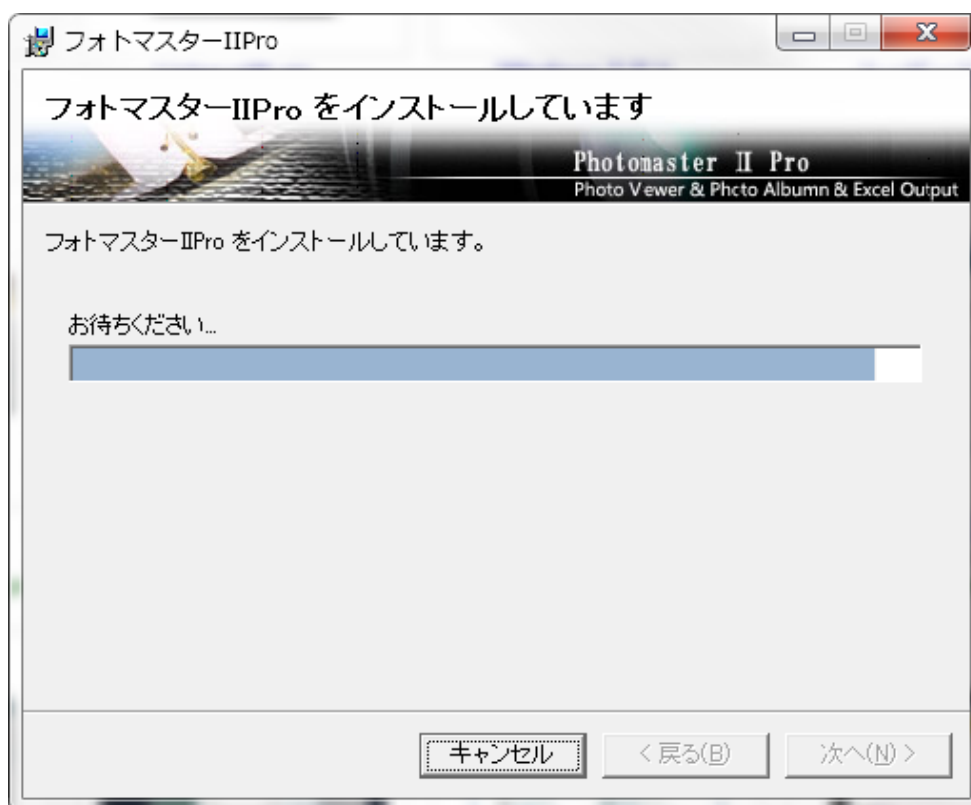 フォトマスターIIPro
フォトマスターIIPro をインストールしています
Photomaster Ⅱ Pro
Photo Vewer & Phcto Albumn & Excel Output
フォトマスターⅡPro をインストールしています。
お待ちください...
キャンセル
< 戻る(B)
次へ(N) >